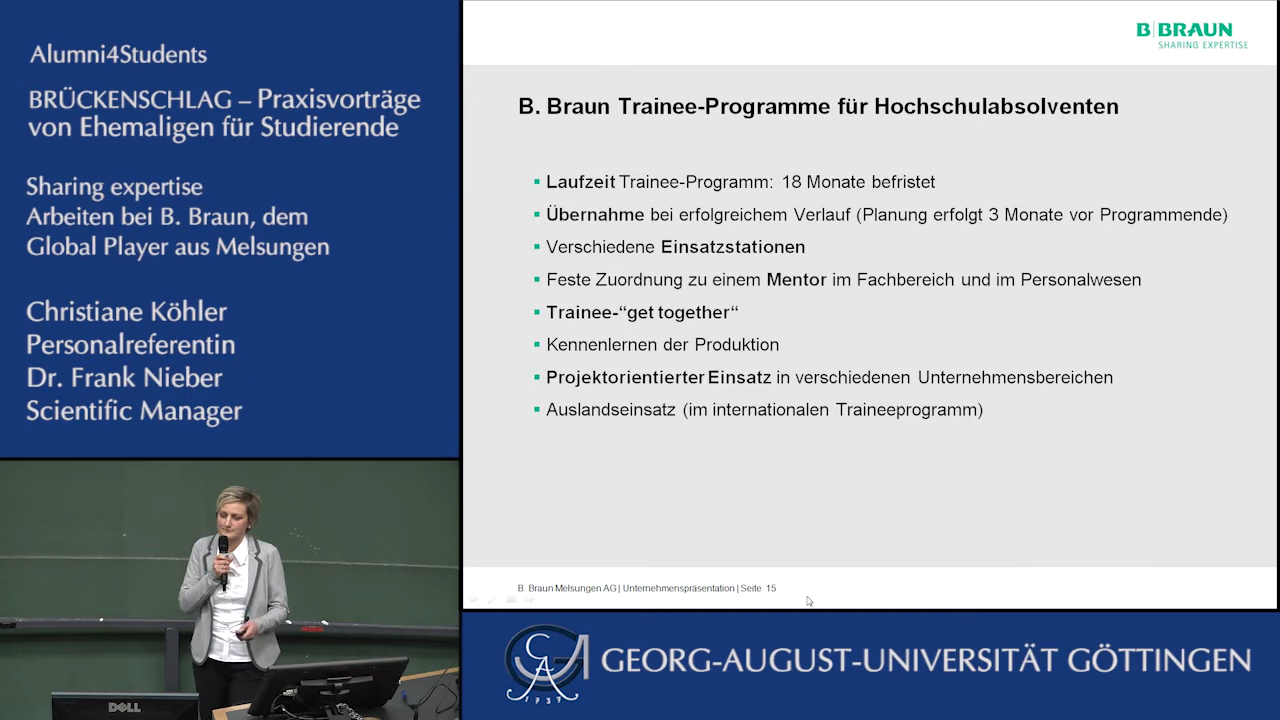 Alumni4Students
BRÜCKENSCHLAG – Praxisvorträge
von Ehemaligen für Studierende
Sharing expertise
Arbeiten bei B. Braun, dem
Global Player aus Melsungen
Christiane Köhler
Personalreferentin
Dr. Frank Nieber
Scientific Manager
B BRAUN
SHARING EXPERTISE
B. Braun Trainee-Programme für Hochschulabsolventen
Laufzeit Trainee-Programm: 18 Monate befristet
Übernahme bei erfolgreichem Verlauf (Planung erfolgt 3 Monate vor Programmende)
Verschiedene Einsatzstationen
Feste Zuordnung zu einem Mentor im Fachbereich und im Personalwesen
Trainee-“get together“
Kennenlernen der Produktion
Projektorientierter Einsatz in verschiedenen Unternehmensbereichen
Auslandseinsatz (im internationalen Traineeprogramm)
B. Braun Melsungen AG | Unternehmenspräsentation | Seite 15
DELL
GAU
1737
GEORG-AUGUST-UNIVERSITÄT GÖTTINGEN